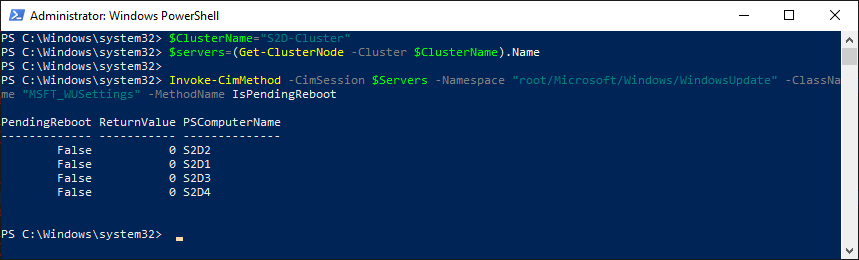 Administrator: Windows PowerShell
PS C:\Windows\system32> $ClusterName="S2D-Cluster"
PS C:\Windows\system32> $servers=(Get-ClusterNode -Cluster $ClusterName).Name
PS C:\Windows\system32>
PS C:\Windows\system32> Invoke-CimMethod -CimSession $Servers -Namespace "root/Microsoft/Windows/WindowsUpdate" -ClassNa
me "MSFT_WUSettings" -MethodName IsPendingReboot
PendingReboot ReturnValue PSComputerName
------------- ----------- --------------
        False           0 S2D2
        False           0 S2D1
        False           0 S2D3
        False           0 S2D4
PS C:\Windows\system32>